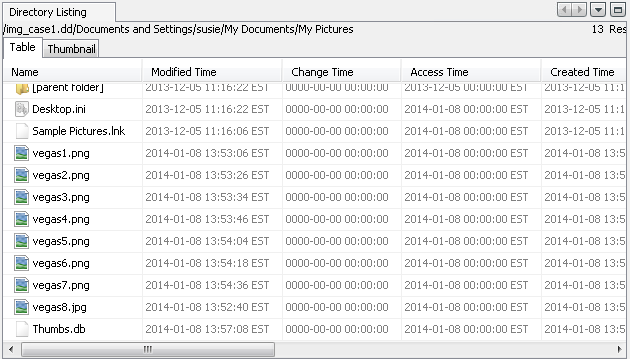 Directory Listing
/img_case1.dd/Documents and Settings/susie/My Documents/My Pictures 13 Res
Table Thumbnail
Name Modified Time Change Time Access Time Created Time
[parent folder] 2013-12-05 11:16:22 EST 0000-00-00 00:00:00 2013-12-05 00:00:00 EST 2013-12-05 11:1
Desktop.ini 2013-12-05 11:16:22 EST 0000-00-00 00:00:00 2014-01-08 00:00:00 EST 2013-12-05 11:1
Sample Pictures.lnk 2013-12-05 11:16:06 EST 0000-00-00 00:00:00 2014-01-08 00:00:00 EST 2013-12-05 11:1
vegas1.png 2014-01-08 13:53:06 EST 0000-00-00 00:00:00 2014-01-08 00:00:00 EST 2014-01-08 13:5
vegas2.png 2014-01-08 13:53:26 EST 0000-00-00 00:00:00 2014-01-08 00:00:00 EST 2014-01-08 13:5
vegas3.png 2014-01-08 13:53:34 EST 0000-00-00 00:00:00 2014-01-08 00:00:00 EST 2014-01-08 13:5
vegas4.png 2014-01-08 13:53:46 EST 0000-00-00 00:00:00 2014-01-08 00:00:00 EST 2014-01-08 13:5
vegas5.png 2014-01-08 13:54:04 EST 0000-00-00 00:00:00 2014-01-08 00:00:00 EST 2014-01-08 13:5
vegas6.png 2014-01-08 13:54:18 EST 0000-00-00 00:00:00 2014-01-08 00:00:00 EST 2014-01-08 13:5
vegas7.png 2014-01-08 13:54:36 EST 0000-00-00 00:00:00 2014-01-08 00:00:00 EST 2014-01-08 13:5
vegas8.jpg 2014-01-08 13:52:40 EST 0000-00-00 00:00:00 2014-01-08 00:00:00 EST 2014-01-08 13:5
Thumbs.db 2014-01-08 13:57:08 EST 0000-00-00 00:00:00 2014-01-08 00:00:00 EST 2014-01-08 13:5